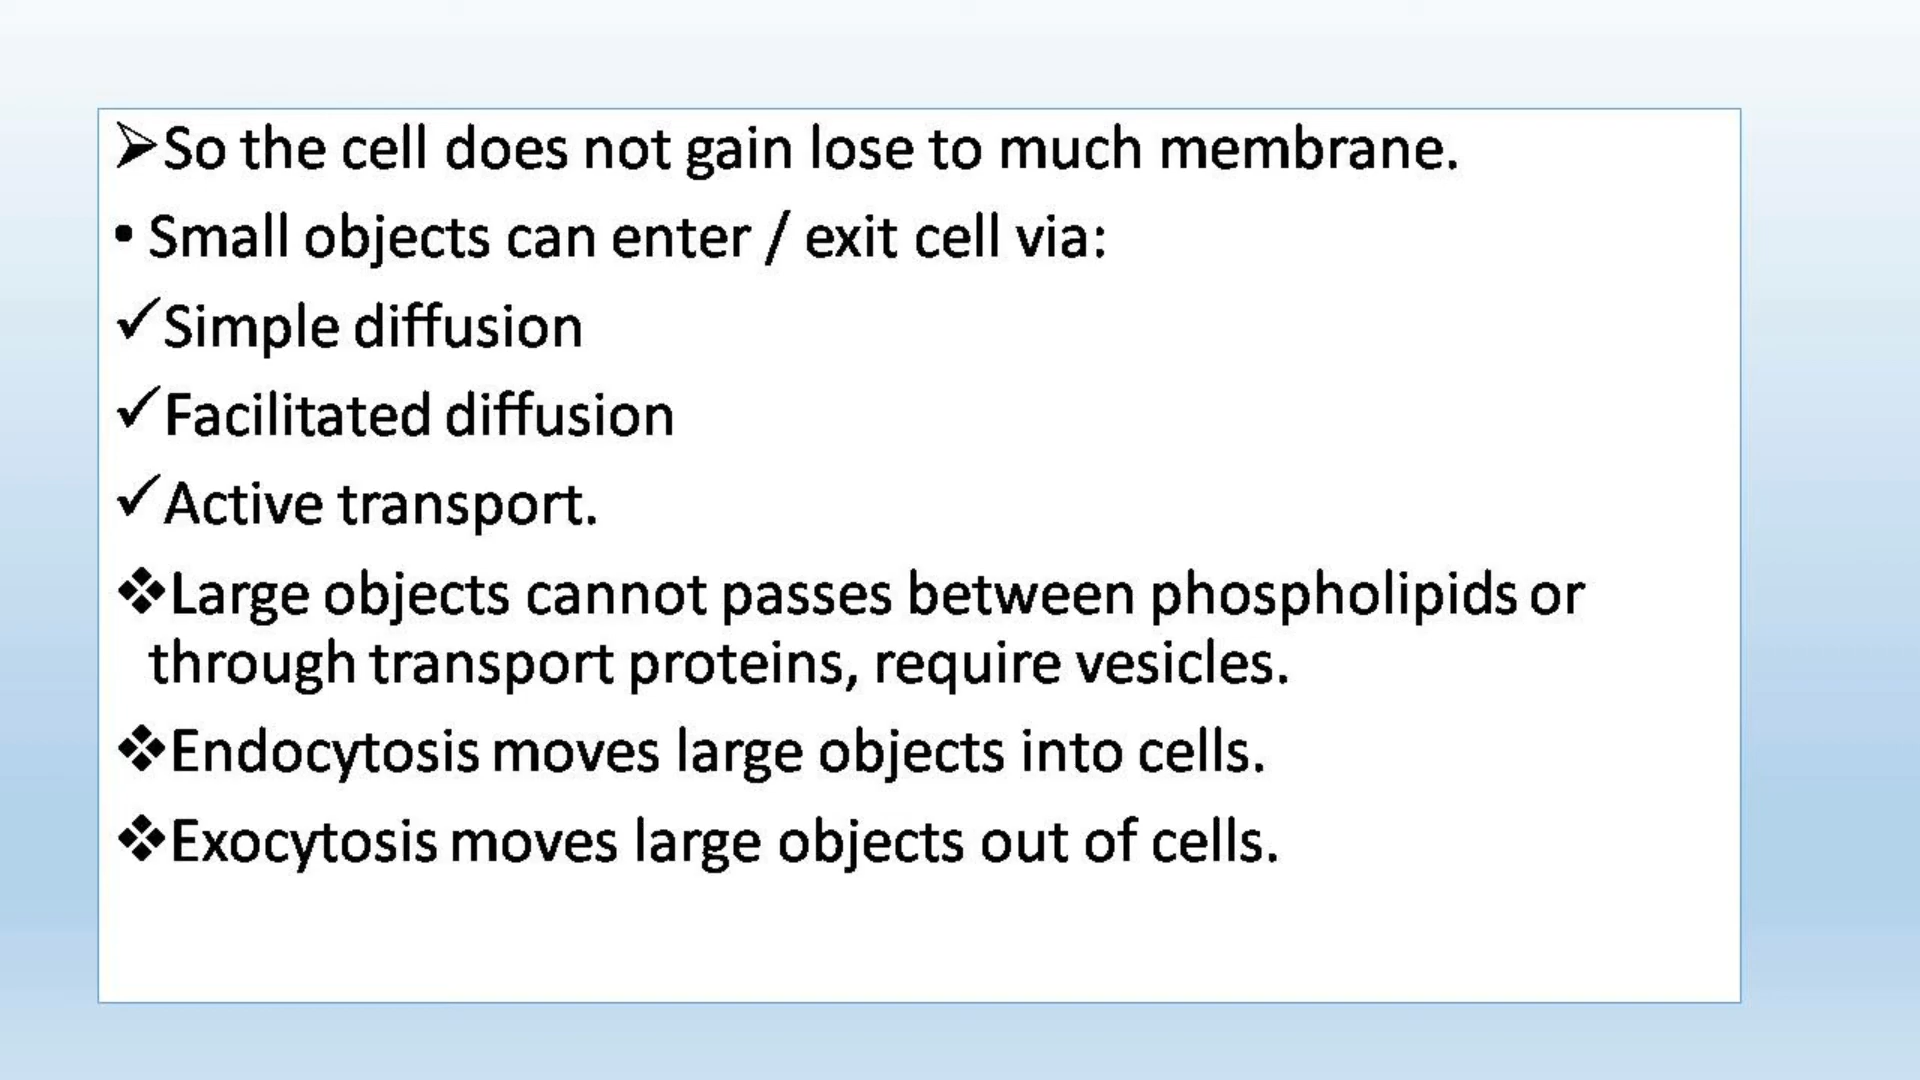 ➢So the cell does not gain lose to much membrane.
• Small objects can enter / exit cell via:
✓Simple diffusion
✓Facilitated diffusion
✓Active transport.
❖Large objects cannot passes between phospholipids or
through transport proteins, require vesicles.
❖Endocytosis moves large objects into cells.
❖Exocytosis moves large objects out of cells.